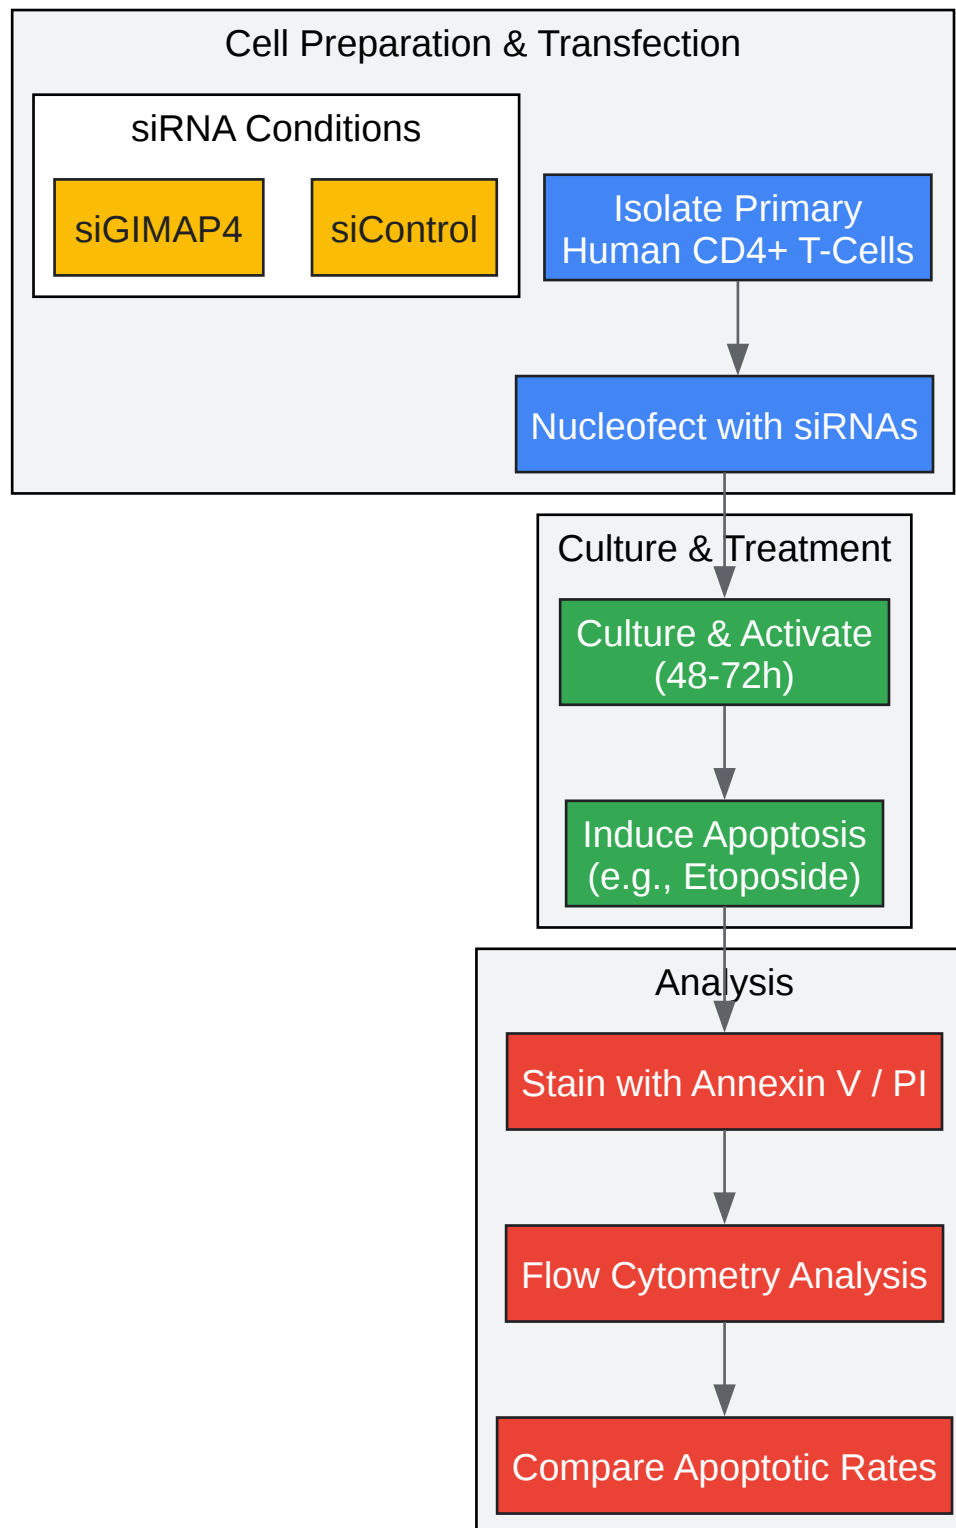 Cell Preparation & Transfection
siRNA Conditions
siGIMAP4
siControl
Isolate Primary
Human CD4+ T-Cells
Nucleofect with siRNAs
Culture & Treatment
Culture & Activate
(48-72h)
Induce Apoptosis
(e.g., Etoposide)
Analysis
Stain with Annexin V / PI
Flow Cytometry Analysis
Compare Apoptotic Rates